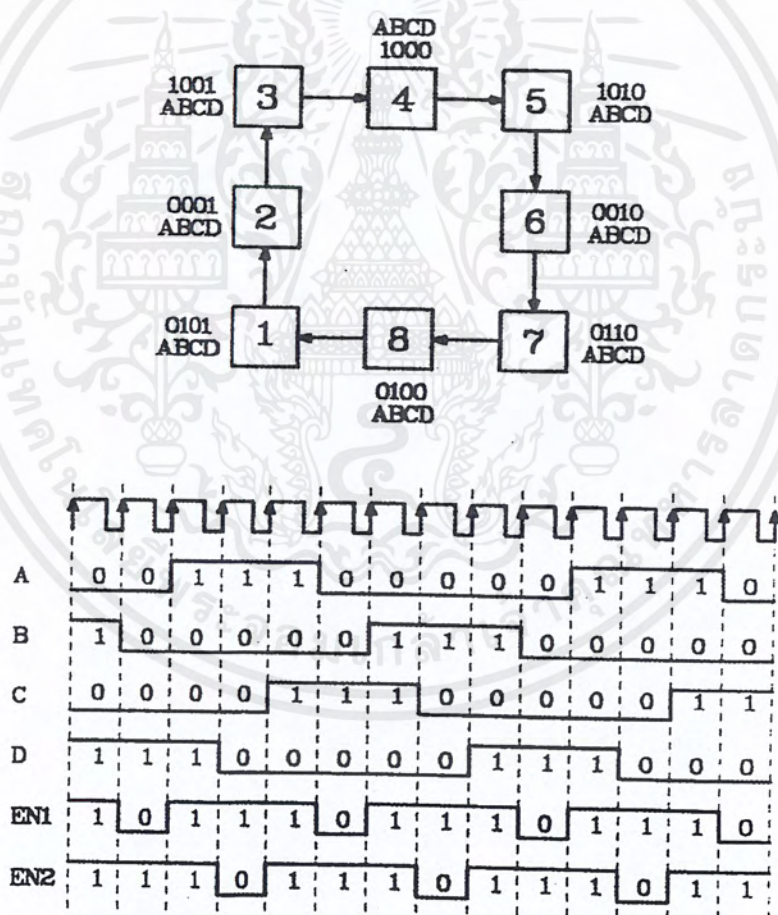 ABCD
1000
1001
ABCD
3
4
5
1010
ABCD
0001
ABCD
2
6
0010
ABCD
0101
ABCD
1
8
7
0110
ABCD
0100
ABCD
A 0 0 1 1 1 0 0 0 0 0 1 1 1 0
B 1 0 0 0 0 0 1 1 1 0 0 0 0 0
C 0 0 0 0 1 1 1 0 0 0 0 0 1 1
D 1 1 1 0 0 0 0 0 1 1 1 0 0 0
EN1 1 0 1 1 1 0 1 1 1 0 1 1 1 0
EN2 1 1 1 0 1 1 1 0 1 1 1 0 1 1